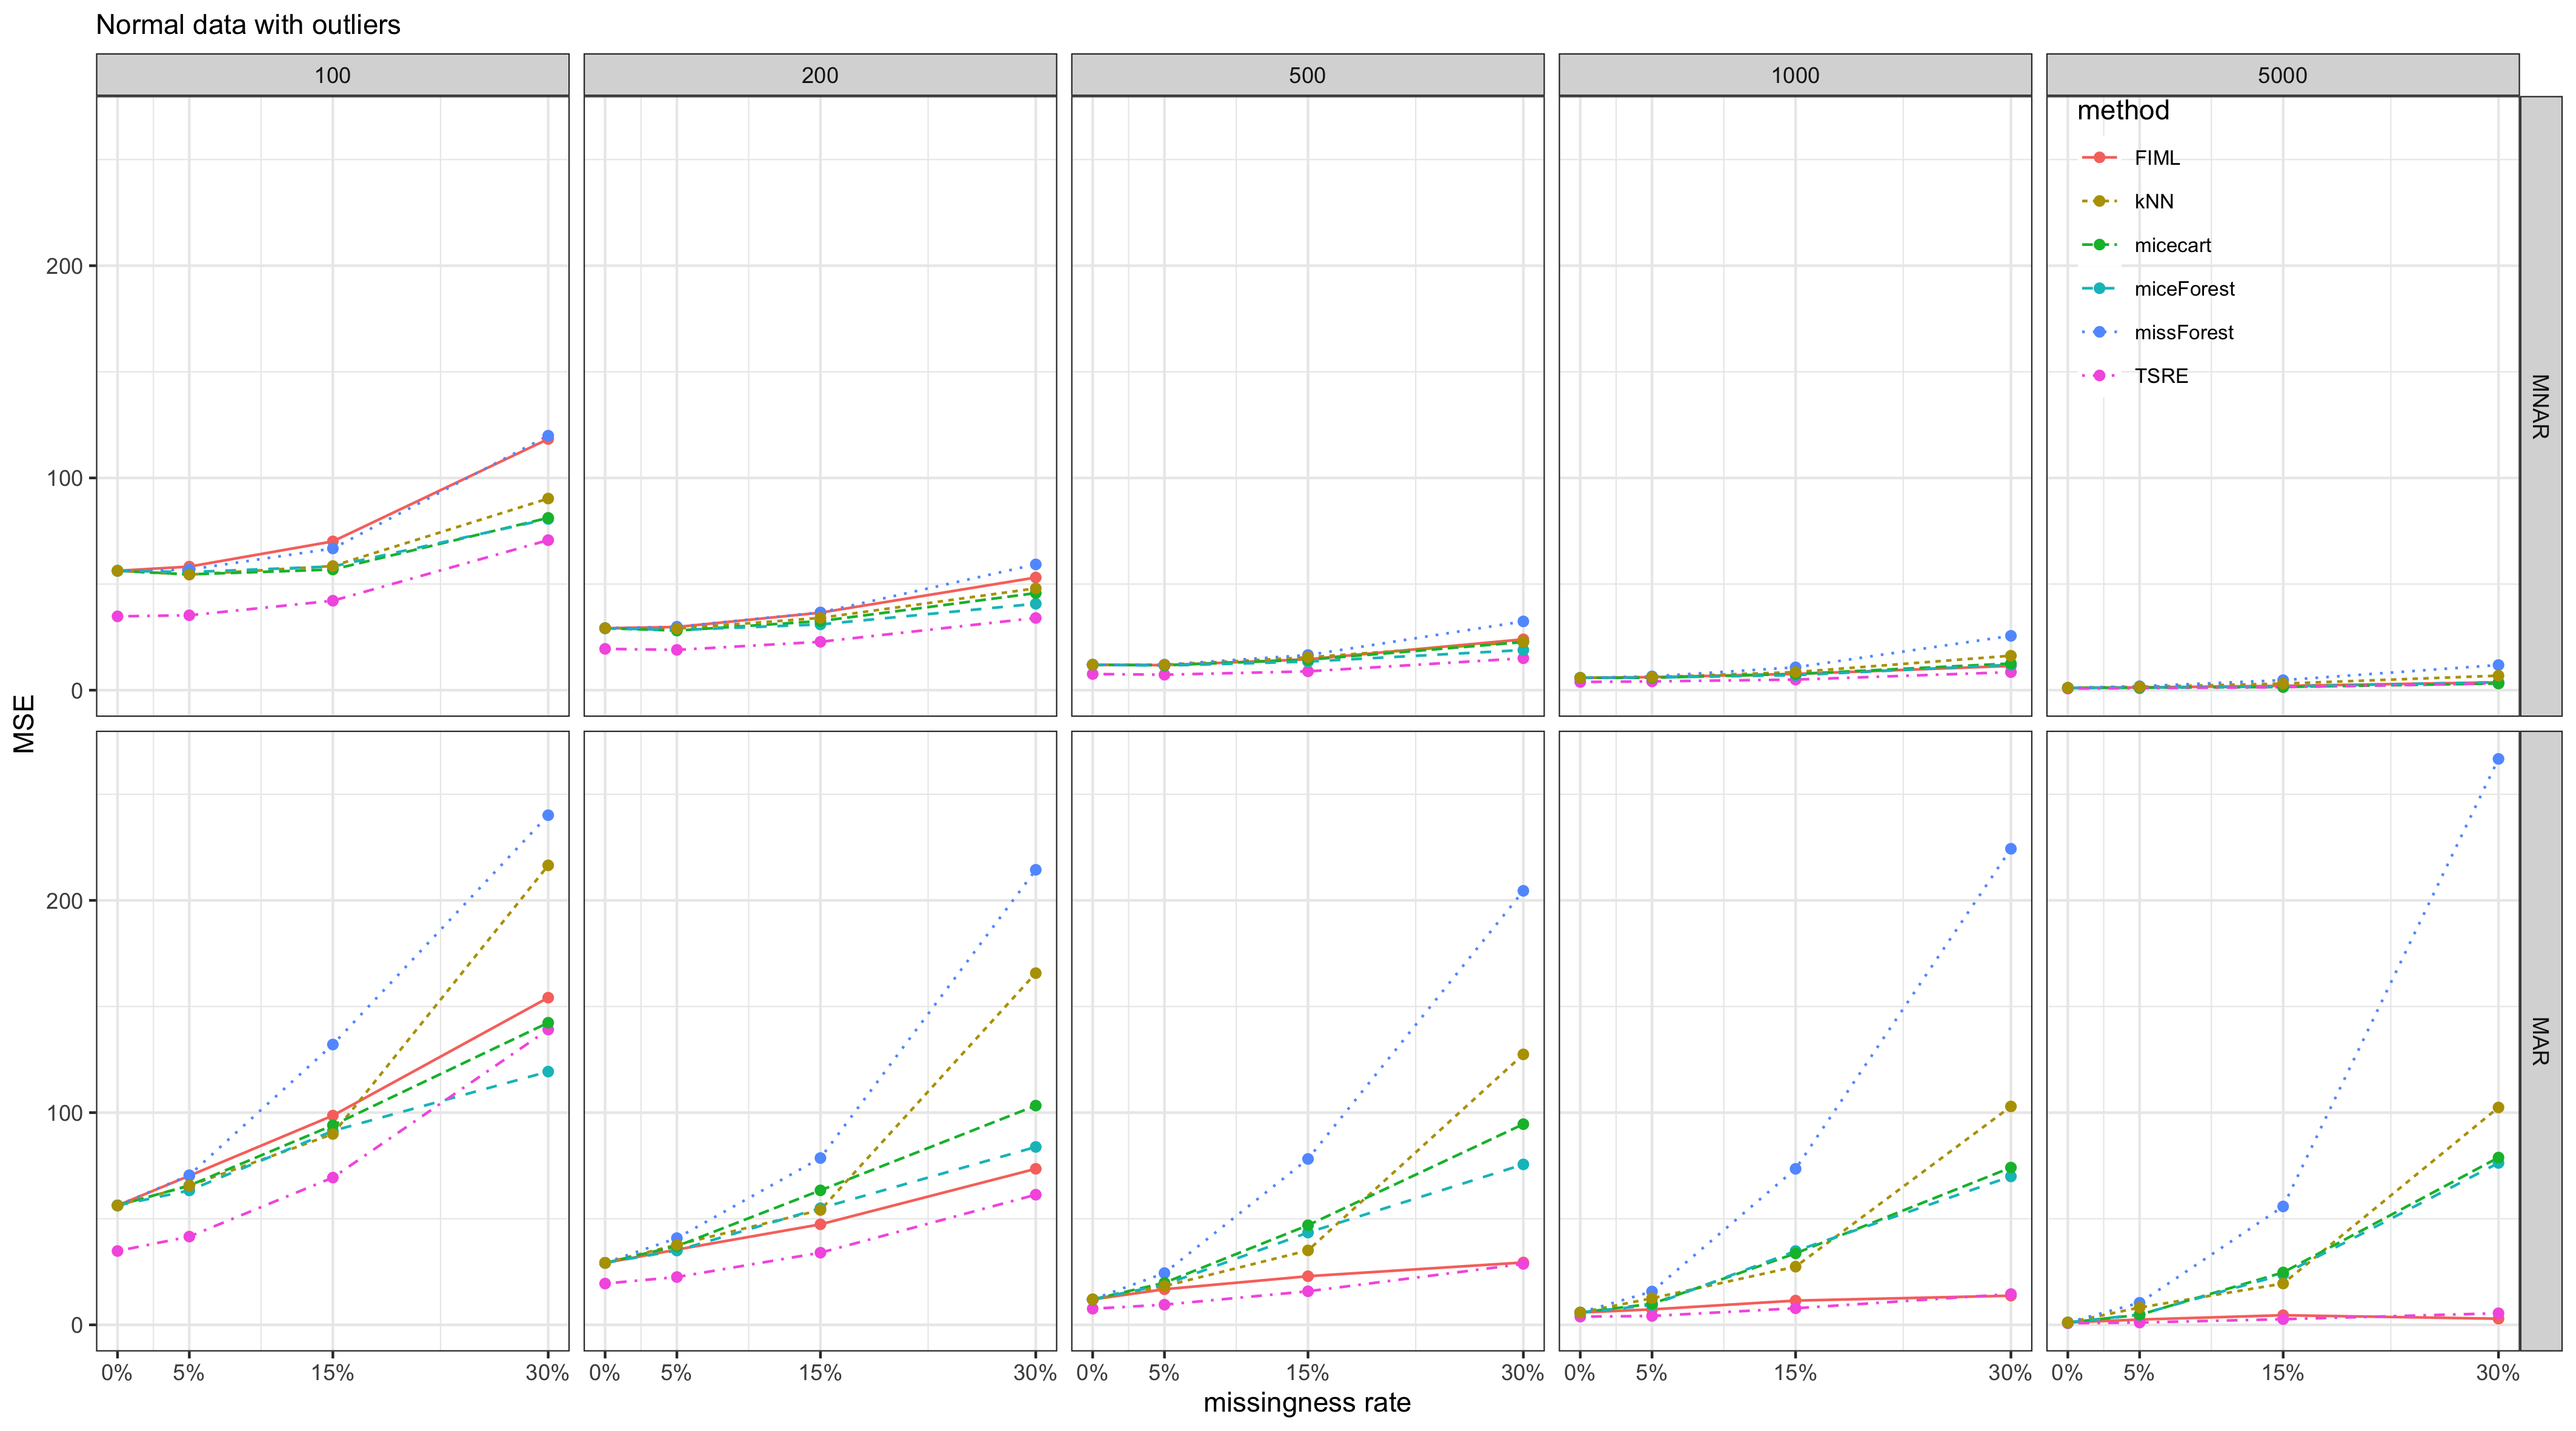 Normal data with outliers
100 200 500 1000 5000
method
FIML
kNN
micecart
miceForest
missForest
TSRE
200
100
0
MNAR
MSE
200
100
0
MAR
0% 5% 15% 30% 0% 5% 15% 30% 0% 5% 15% 30% 0% 5% 15% 30% 0% 5% 15% 30%
missingness rate